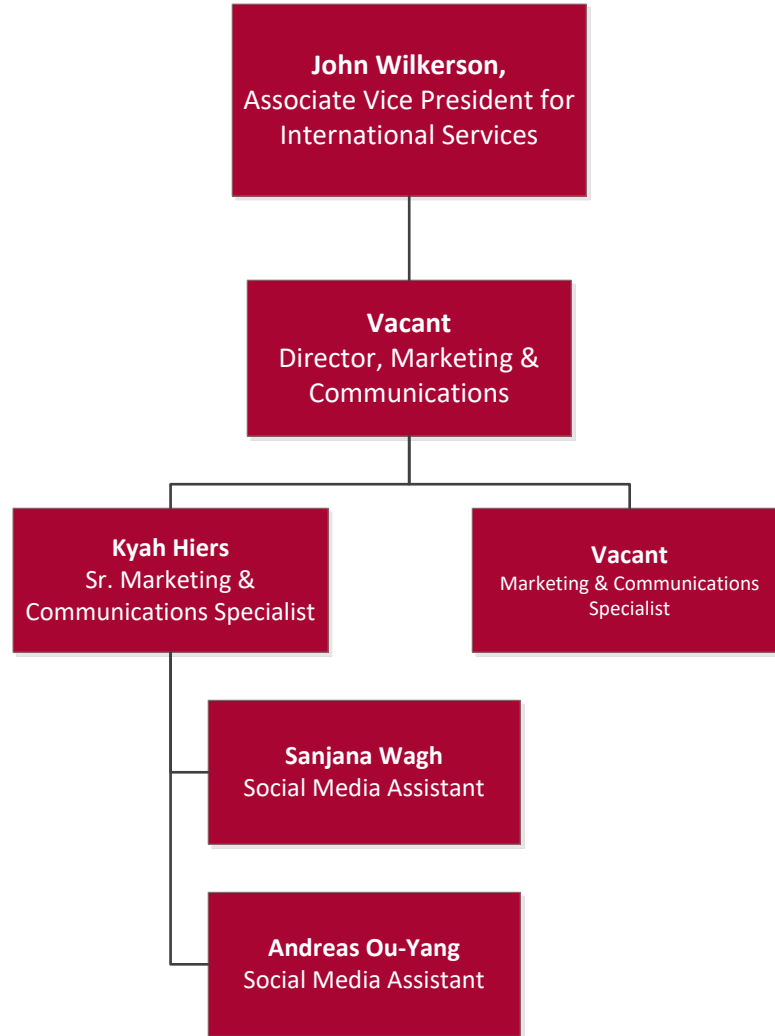 John Wilkerson,
Associate Vice President for
International Services
Vacant
Director, Marketing &
Communications
Kyah Hiers
Sr. Marketing &
Communications Specialist
Vacant
Marketing & Communications
Specialist
Sanjana Wagh
Social Media Assistant
Andreas Ou-Yang
Social Media Assistant